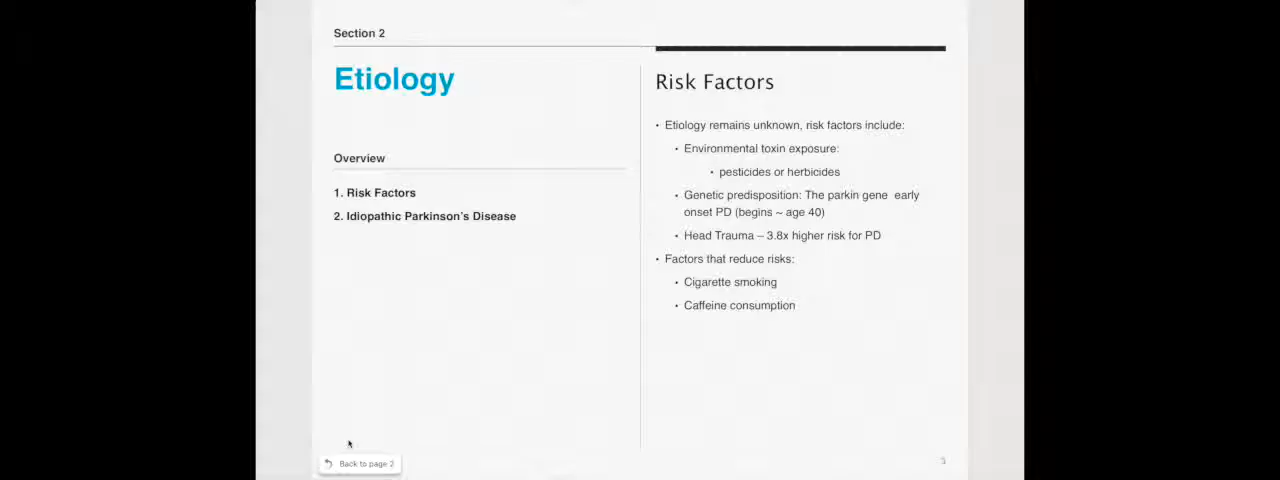 Section 2
Etiology
Overview
1. Risk Factors
2. Idiopathic Parkinson's Disease
Risk Factors
• Etiology remains unknown, risk factors include:
• Environmental toxin exposure:
• pesticides or herbicides
• Genetic predisposition: The parkin gene early
onset PD (begins ~ age 40)
• Head Trauma – 3.8x higher risk for PD
• Factors that reduce risks:
• Cigarette smoking
• Caffeine consumption
Back to page 2